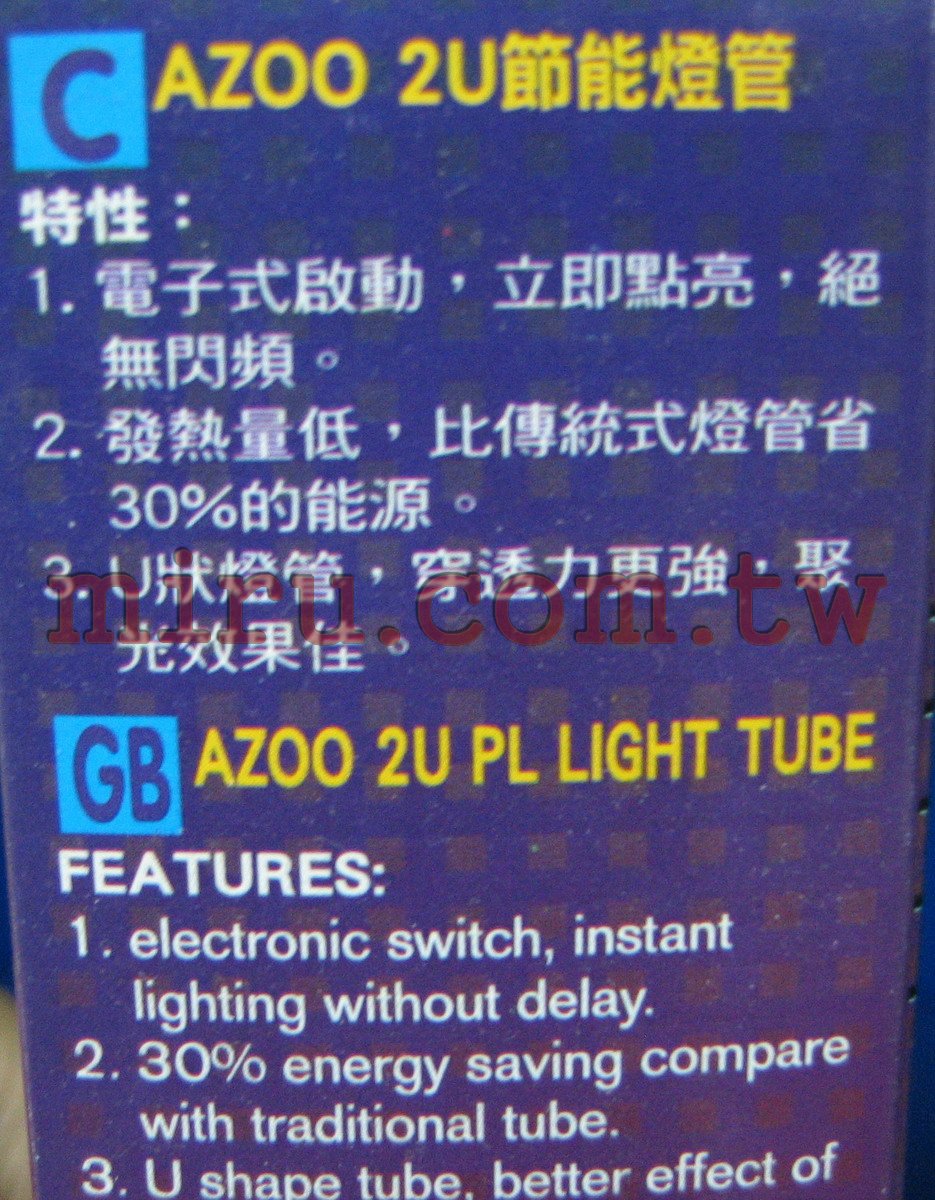 C AZOO 2U節能燈管
特性：
1. 電子式啟動，立即點亮，絕
無閃頻。
2. 發熱量低，比傳統式燈管省
30%的能源。
3. U狀燈管，穿透力更強，聚
光效果佳。
miru.com.tw
GB AZOO 2U PL LIGHT TUBE
FEATURES:
1. electronic switch, instant
lighting without delay.
2. 30% energy saving compare
with traditional tube.
3. U shape tube, better effect of